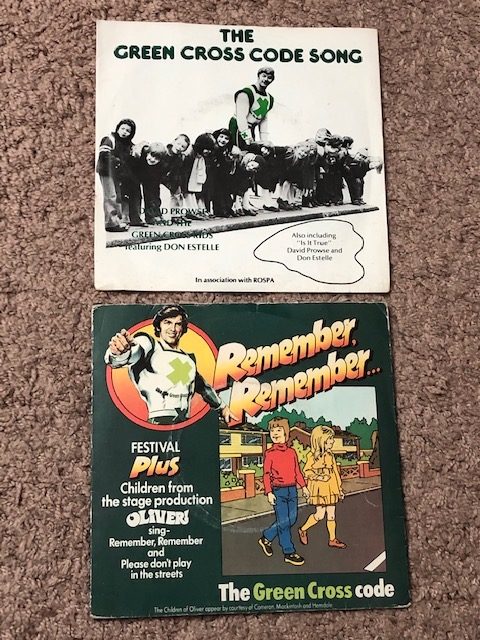 THE
GREEN CROSS CODE SONG
DAVID PROWSE
AND THE
GREEN CROSS KIDS
featuring DON ESTELLE
Also including
"Is It True"
David Prowse and
Don Estelle
In association with ROSPA
Remember,
Remember...
FESTIVAL
Plus
Children from
the stage production
OLIVER!
sing-
Remember, Remember
and
Please don't play
in the streets
The Green Cross code
The Children of Oliver appear by courtesy of Cameron, Mackintosh and Hemdale